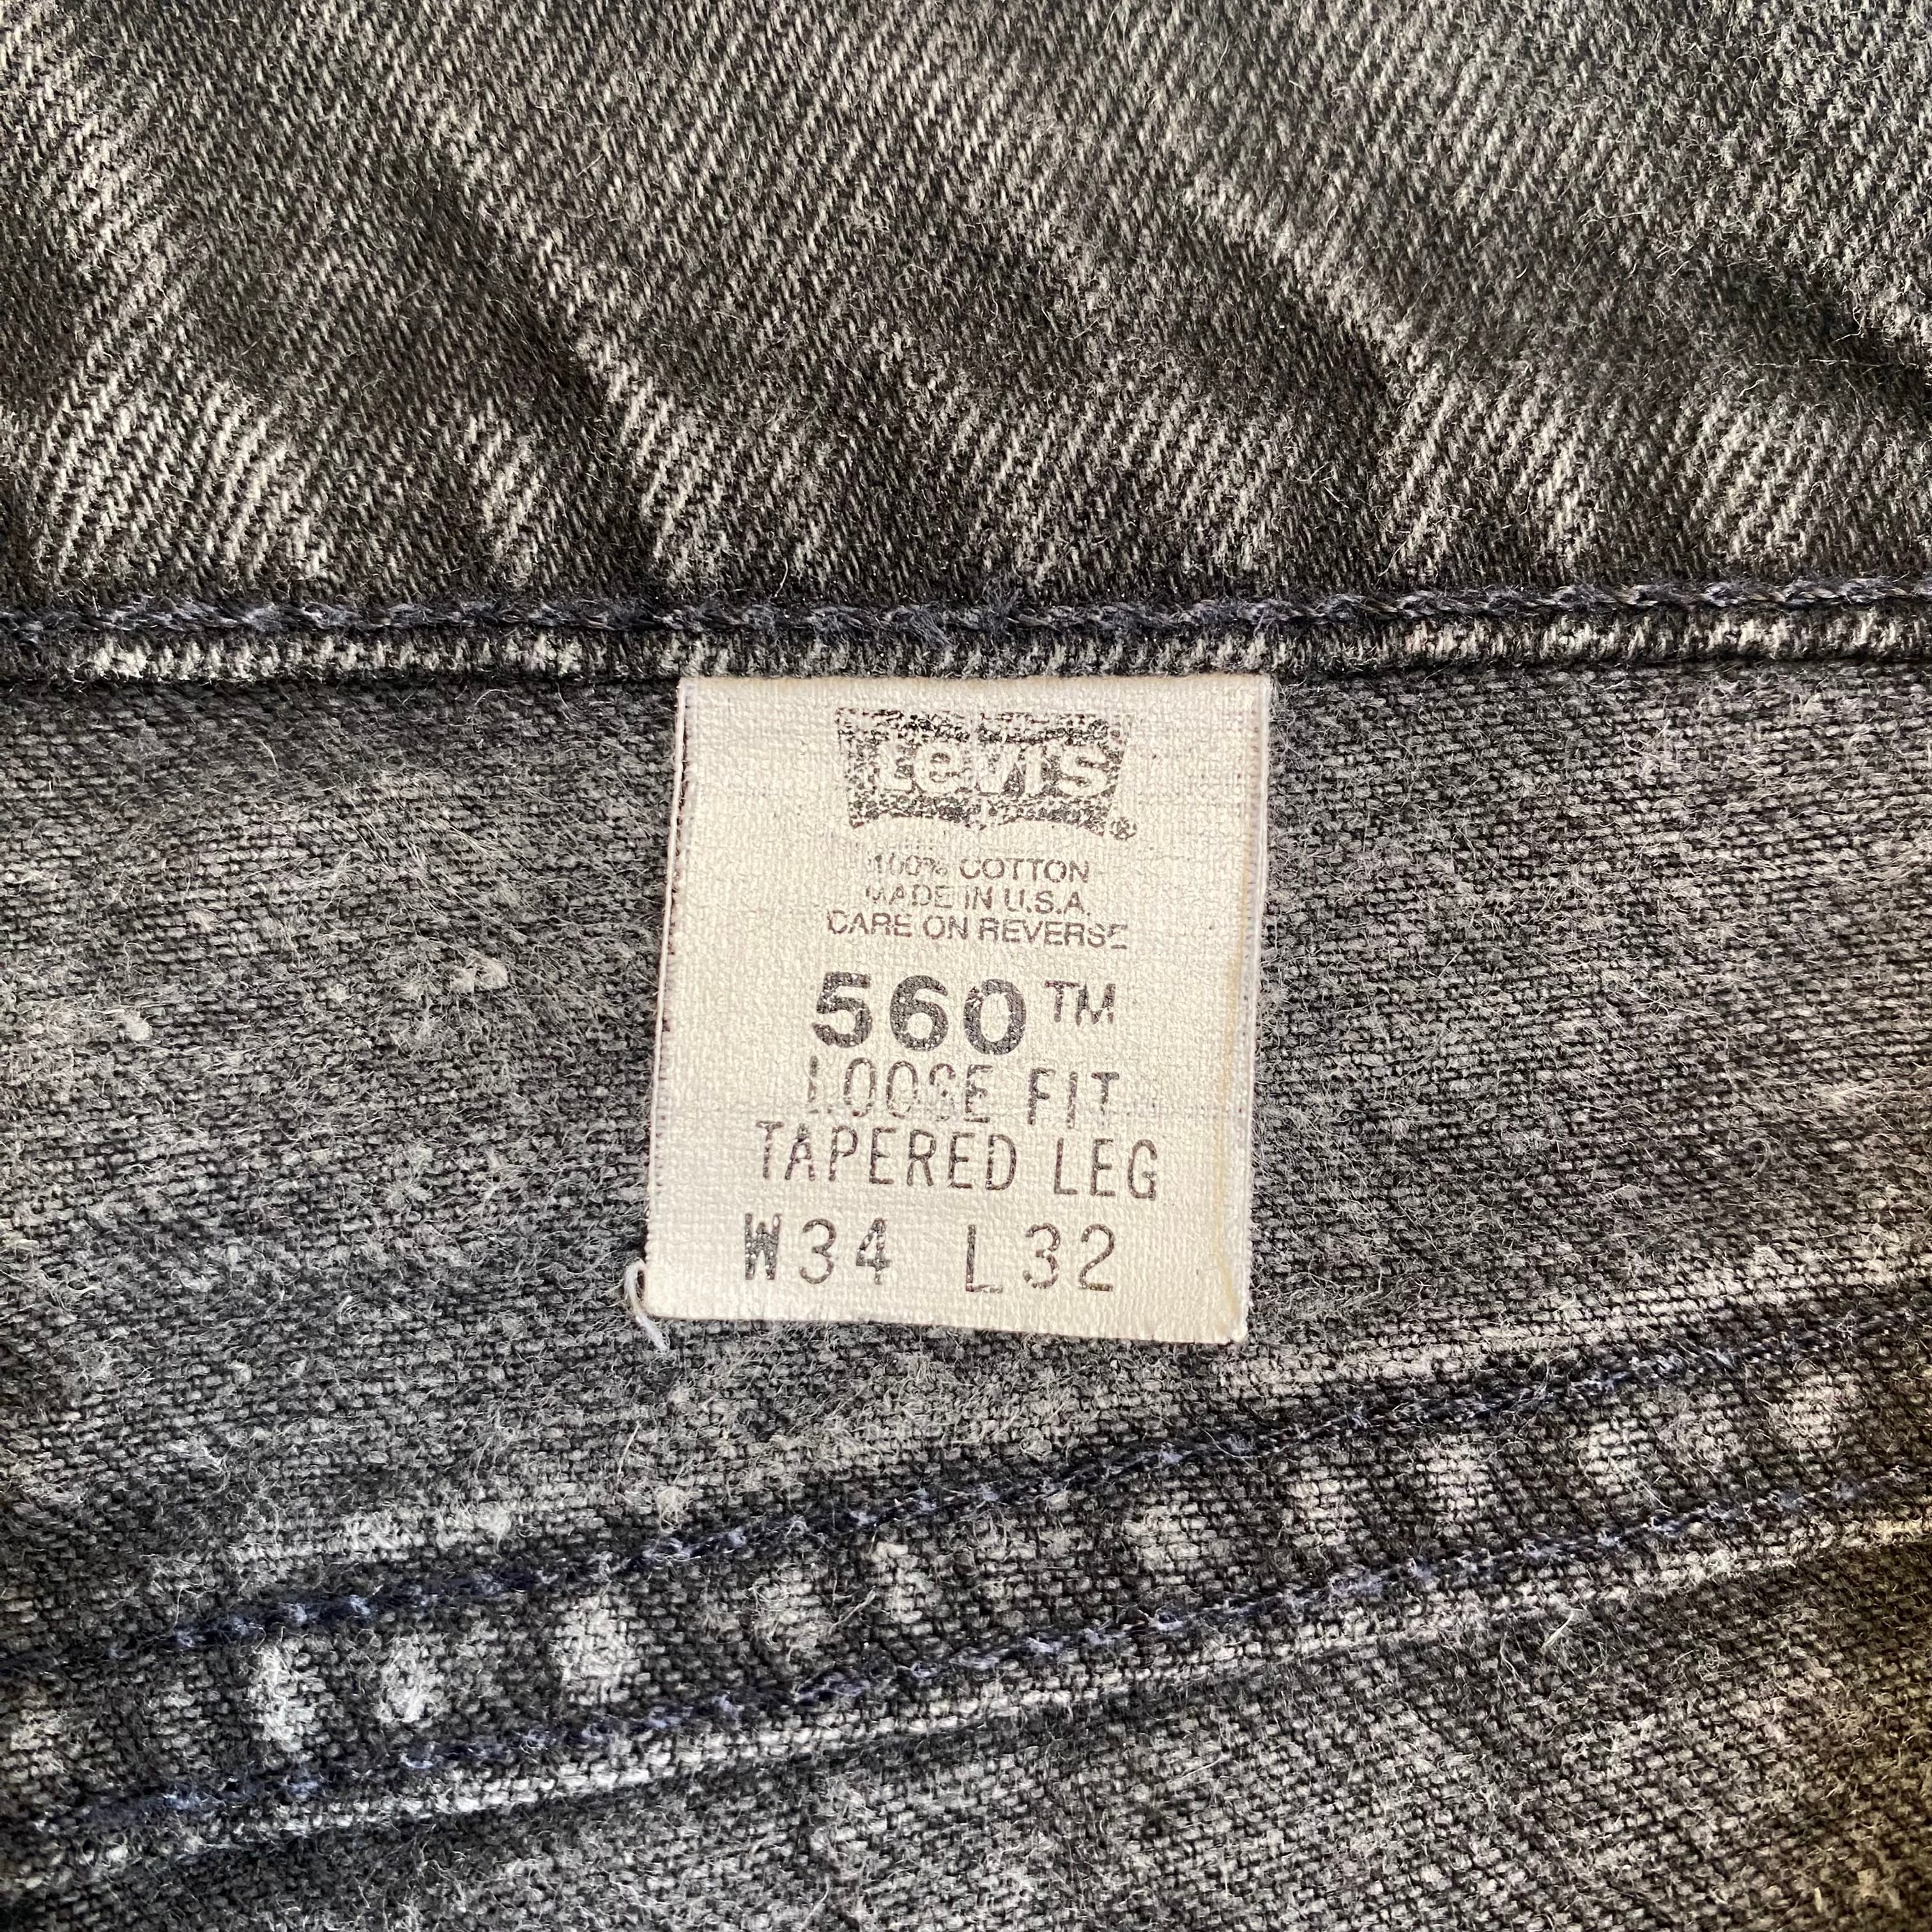 Levi's®
100% COTTON
MADE IN U.S.A.
CARE ON REVERSE
560™
LOOSE FIT
TAPERED LEG
W34 L32